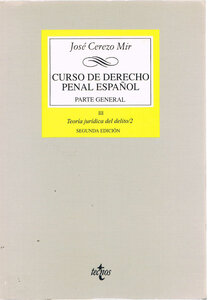 José Cerezo Mir
CURSO DE DERECHO
PENAL ESPAÑOL
PARTE GENERAL
III
Teoría jurídica del delito/2
SEGUNDA EDICIÓN
tecnos